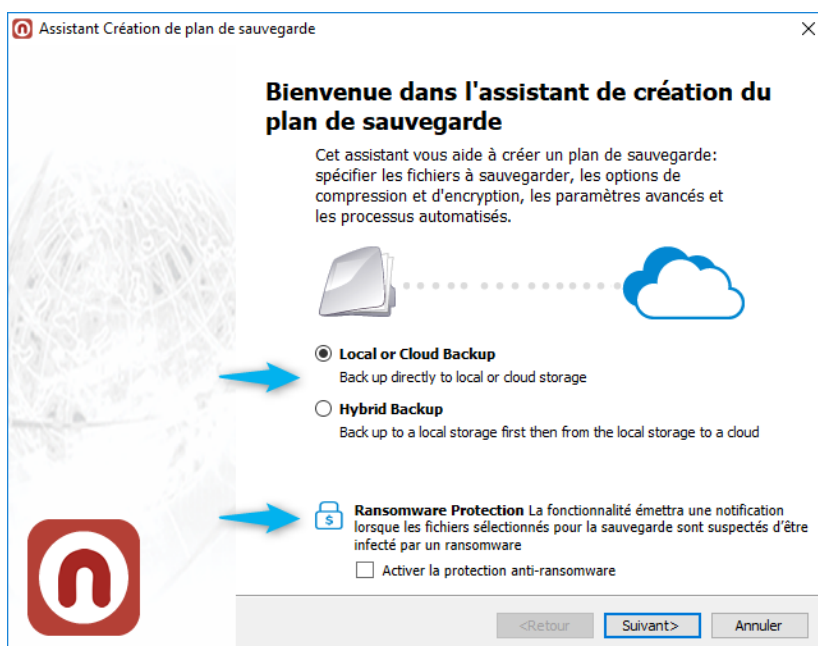 Assistant Création de plan de sauvegarde
Bienvenue dans l'assistant de création du
plan de sauvegarde
Cet assistant vous aide à créer un plan de sauvegarde:
spécifier les fichiers à sauvegarder, les options de
compression et d'encryption, les paramètres avancés et
les processus automatisés.
Local or Cloud Backup
Back up directly to local or cloud storage
Hybrid Backup
Back up to a local storage first then from the local storage to a cloud
Ransomware Protection La fonctionnalité émettra une notification
lorsque les fichiers sélectionnés pour la sauvegarde sont suspectés d'être
infecté par un ransomware
Activer la protection anti-ransomware
<Retour Suivant> Annuler